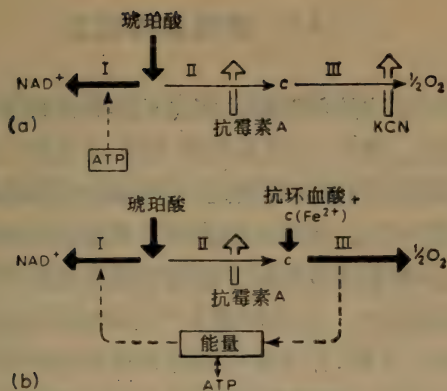 琥珀酸
I II III
NAD⁺ c ½O₂
抗霉素A KCN
(a)
ATP
琥珀酸 抗环血酸 +
c(Fe²⁺)
I II III
NAD⁺ c ½O₂
抗霉素A
能量
(b)
ATP